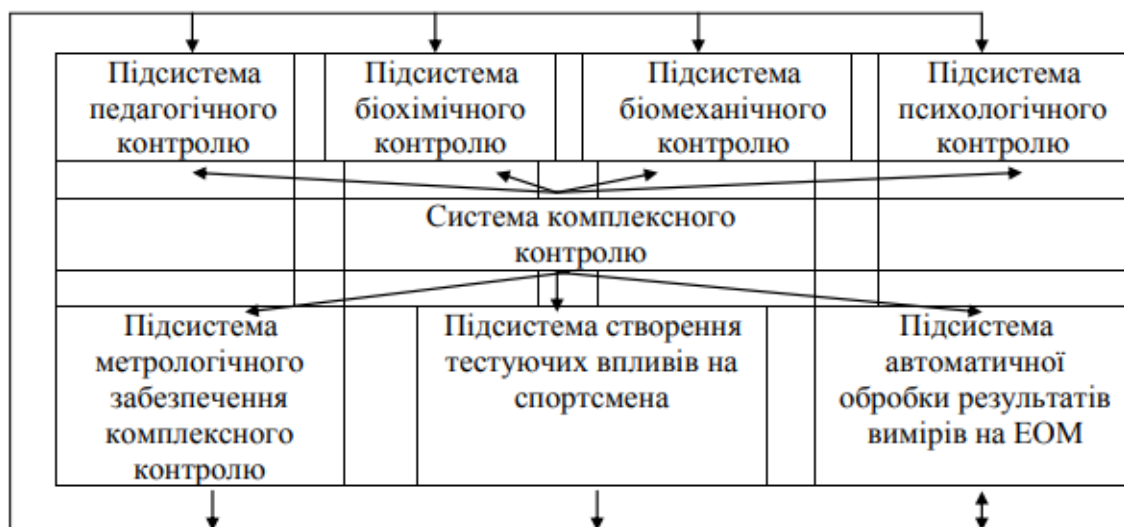 Підсистема
педагогічного
контролю
Підсистема
біохімічного
контролю
Підсистема
біомеханічного
контролю
Підсистема
психологічного
контролю
Система комплексного
контролю
Підсистема
метрологічного
забезпечення
комплексного
контролю
Підсистема створення
тестуючих впливів на
спортсмена
Підсистема
автоматичної
обробки результатів
вимірів на ЕОМ